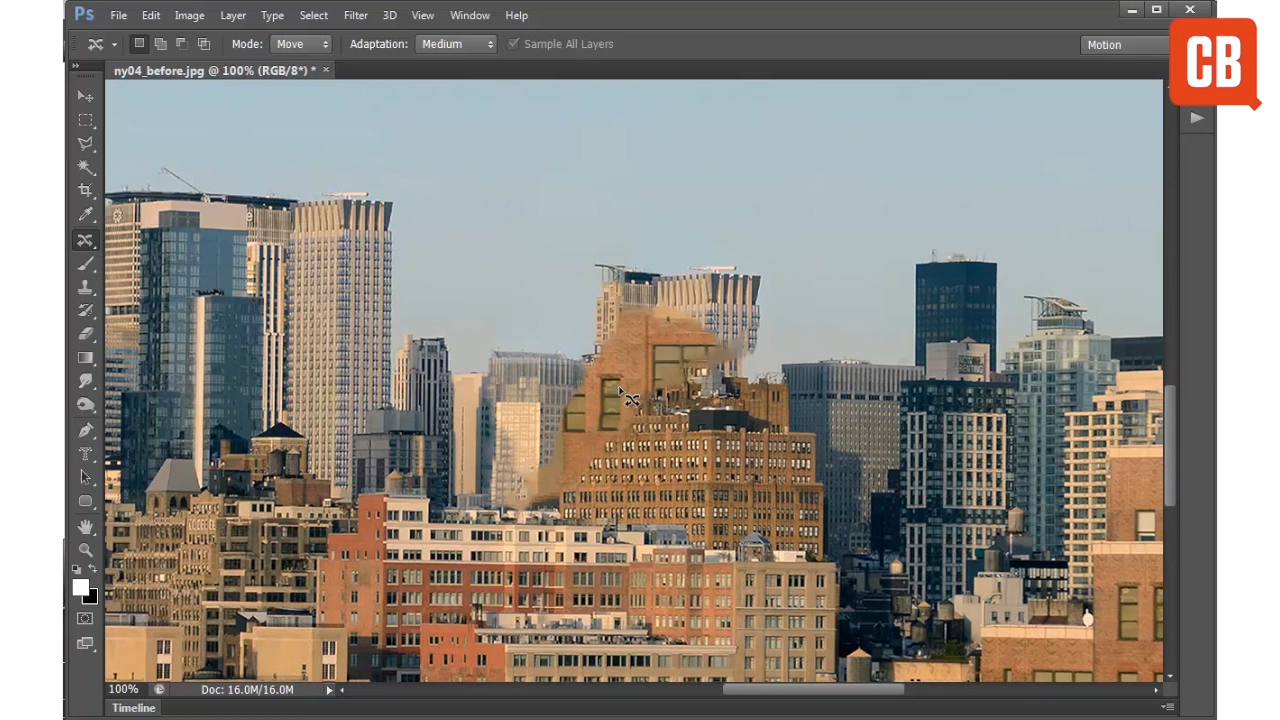 Ps File Edit Image Layer Type Select Filter 3D View Window Help
Mode: Move Adaptation: Medium Sample All Layers Motion
CB
ny04_before.jpg @ 100% (RGB/8*) * ×
100% Doc: 16.0M/16.0M
Timeline